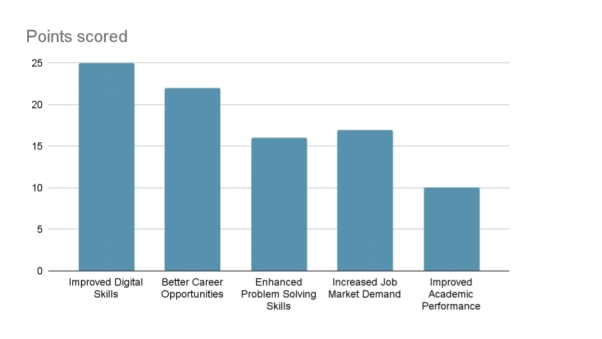 Points scored
25
20
15
10
5
0
Improved Digital
Skills
Better Career
Opportunities
Enhanced
Problem Solving
Skills
Increased Job
Market Demand
Improved
Academic
Performance